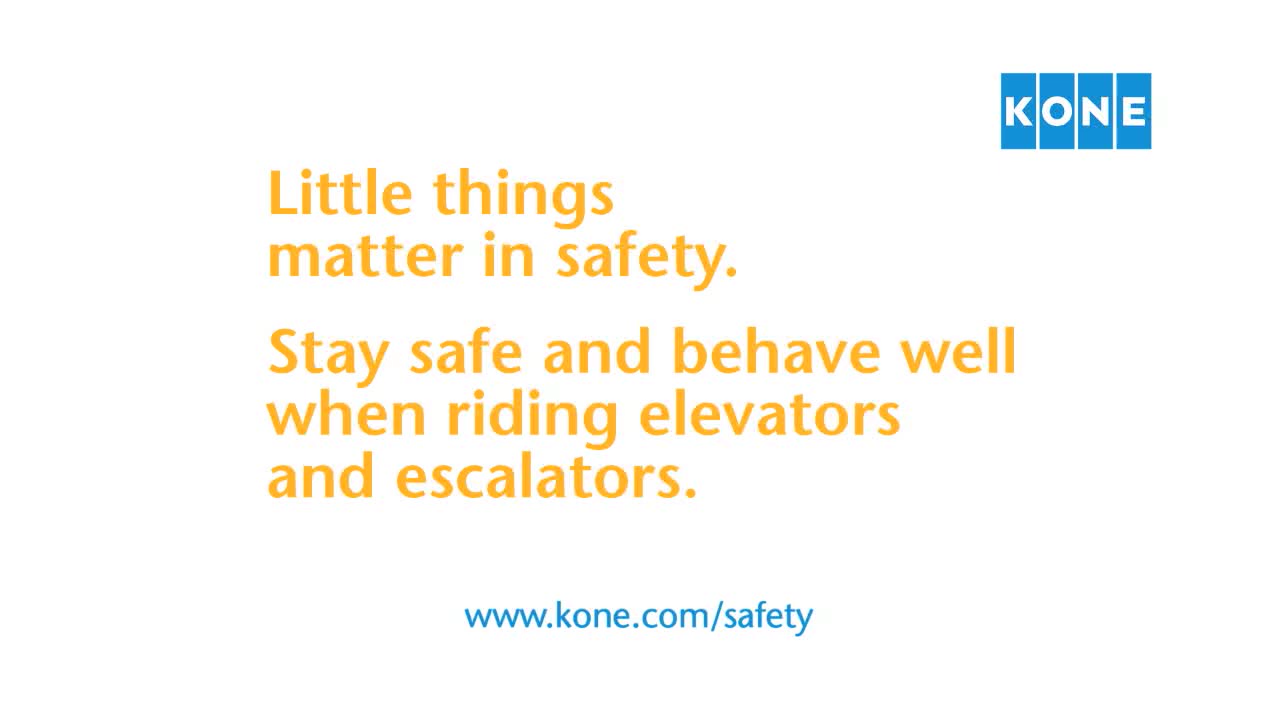 KONE
Little things
matter in safety.
Stay safe and behave well
when riding elevators
and escalators.
www.kone.com/safety